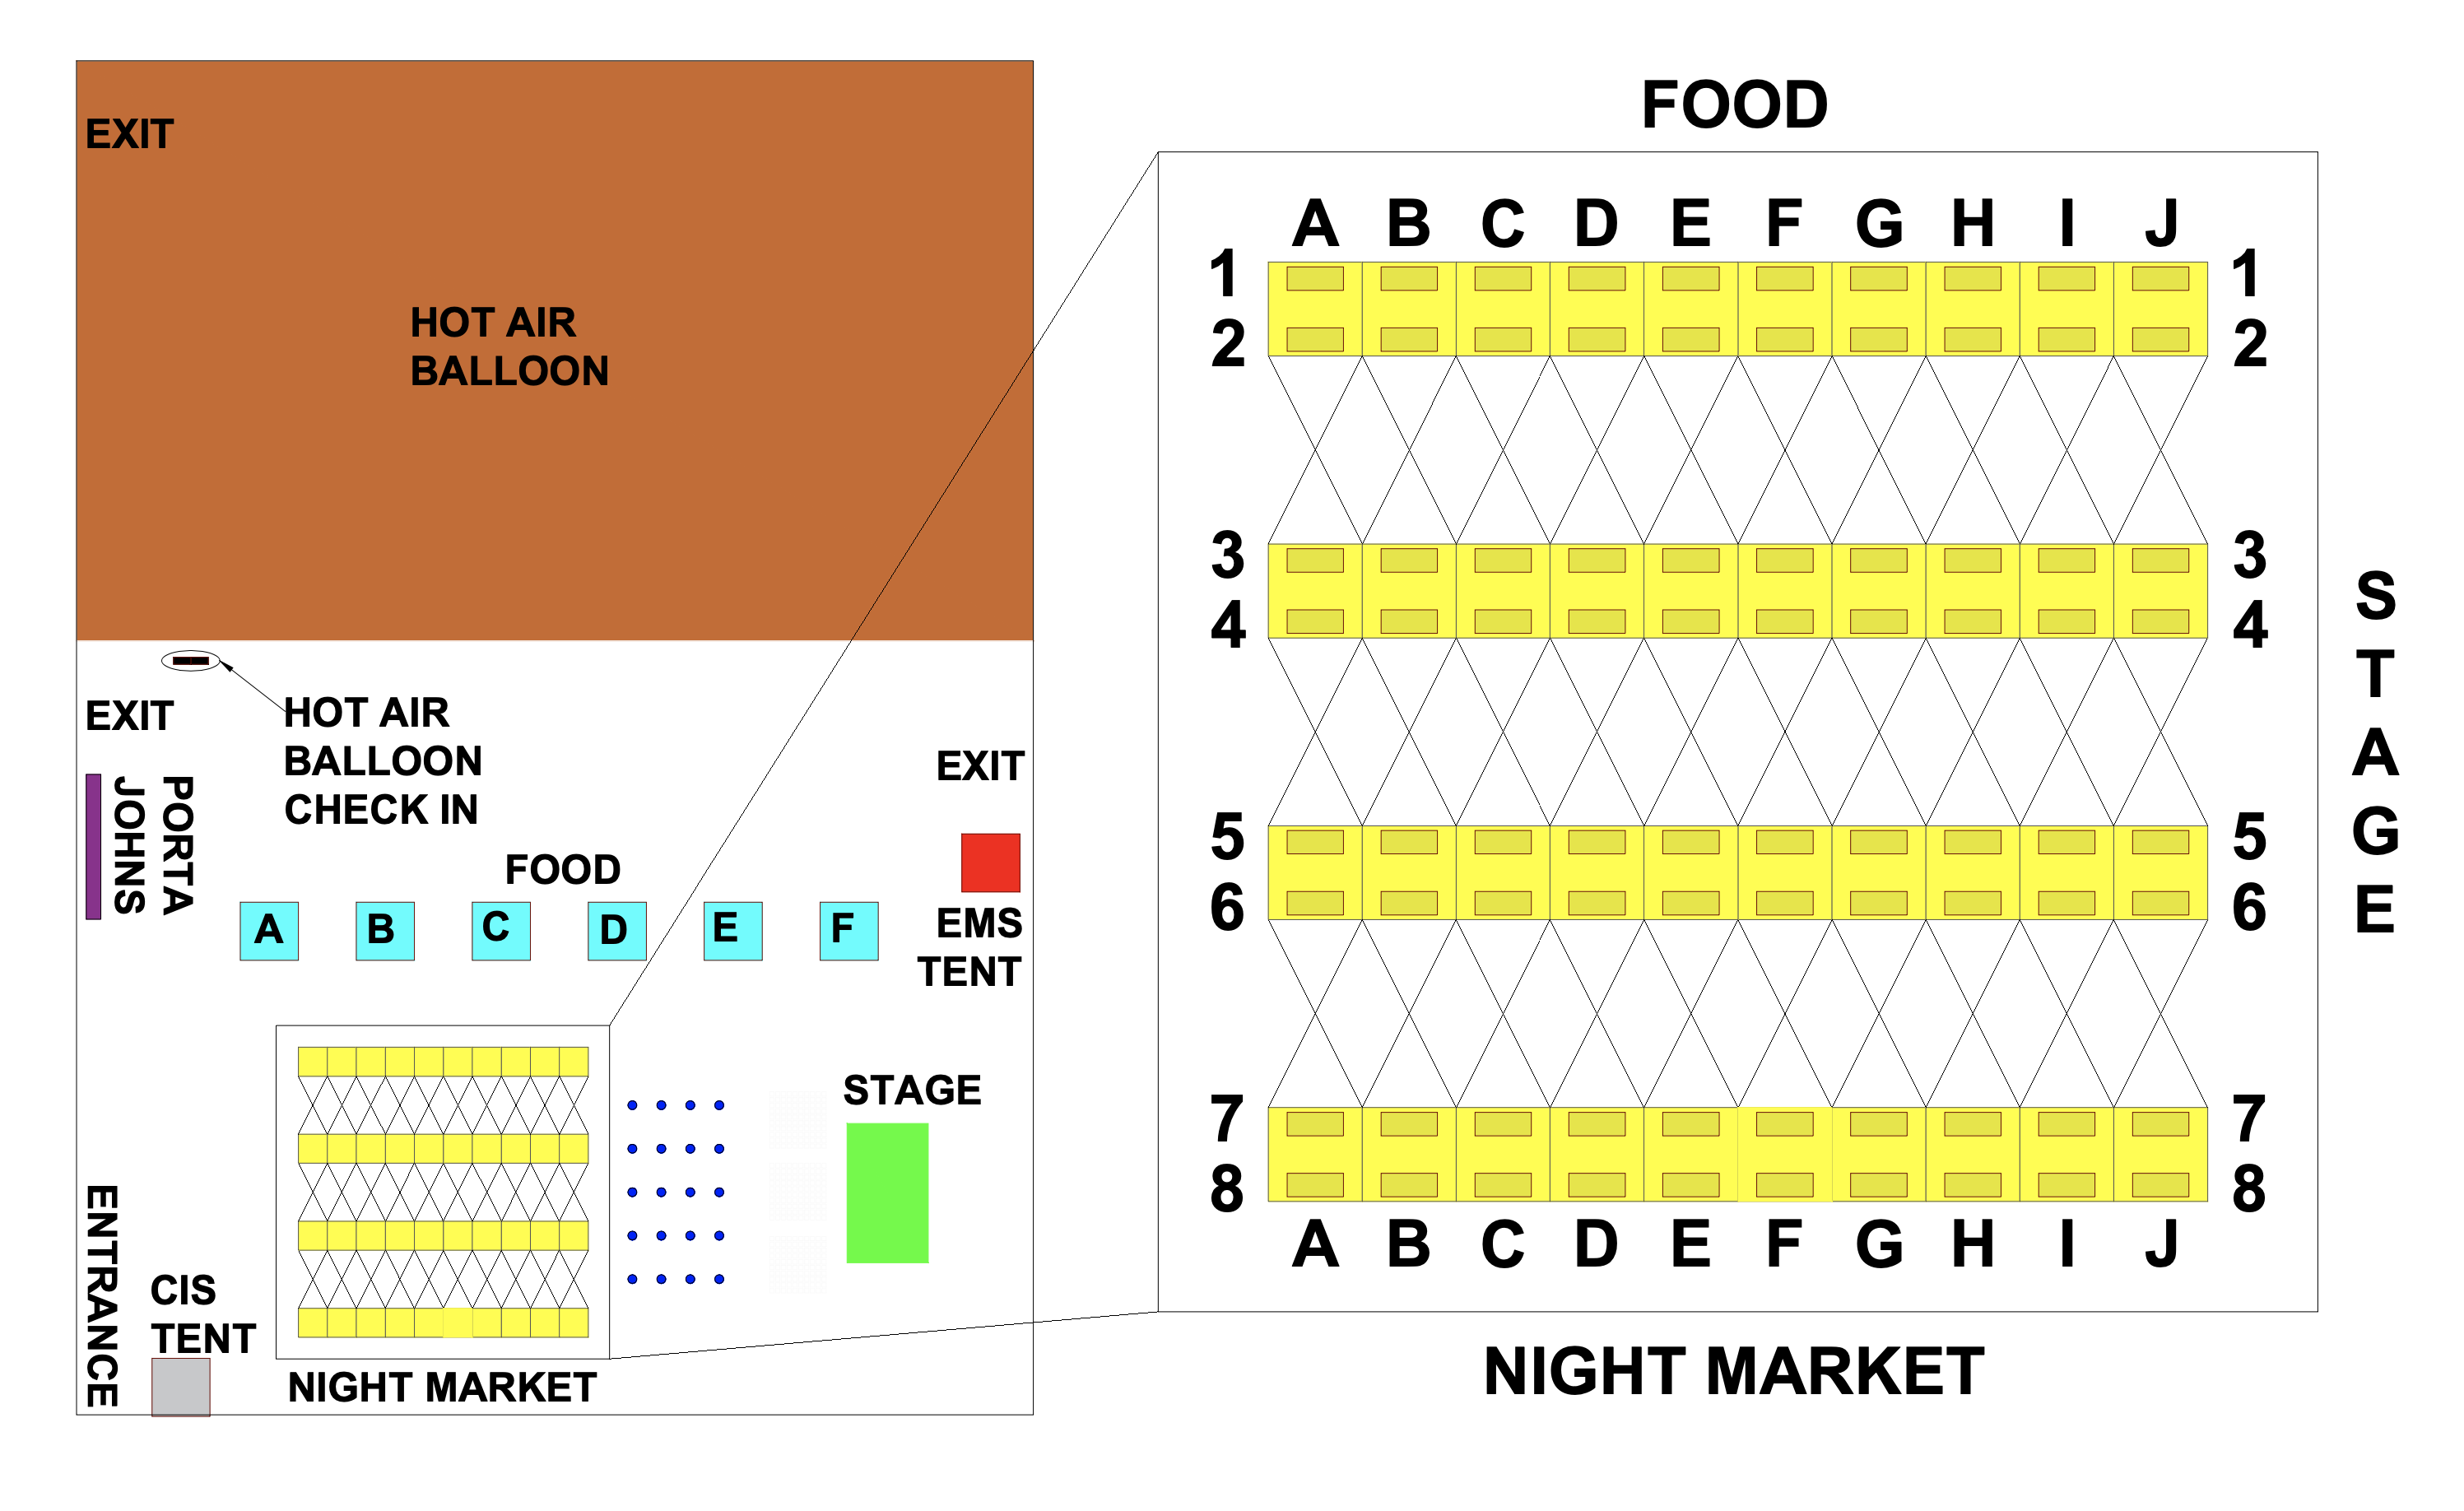 EXIT
HOT AIR
BALLOON
HOT AIR
BALLOON
CHECK IN
EXIT
PORTA
JOHNS
EXIT
FOOD
A B C D E F
EMS
TENT
STAGE
ENTRANCE
CIS
TENT
NIGHT MARKET
FOOD
A B C D E F G H I J
1 1
2 2
3 3
4 4
5 5
6 6
7 7
8 8
A B C D E F G H I J
STAGE
NIGHT MARKET